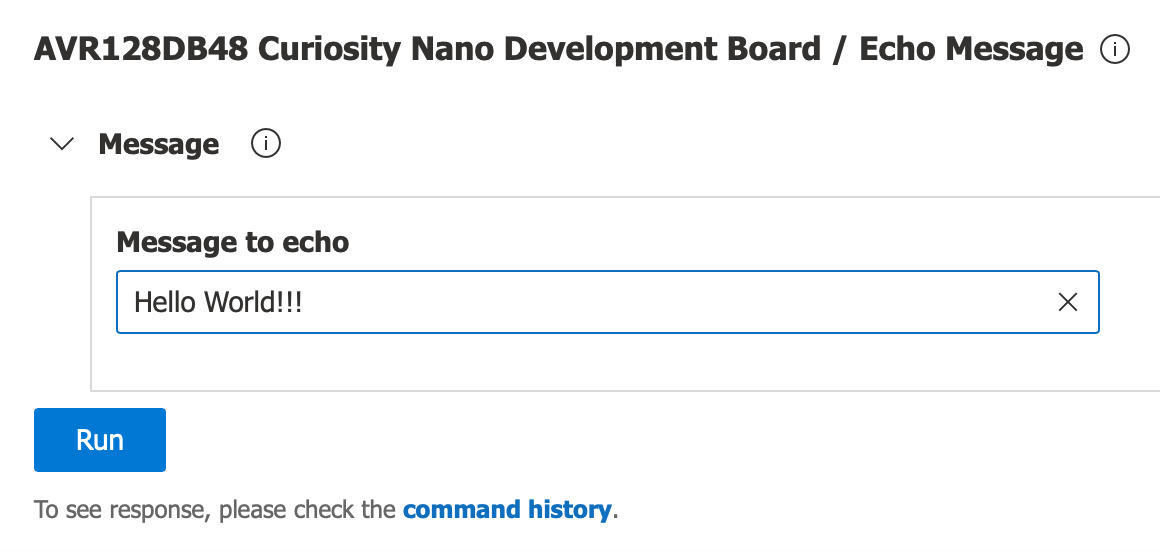 AVR128DB48 Curiosity Nano Development Board / Echo Message
Message
Message to echo
Hello World!!!
Run
To see response, please check the command history.